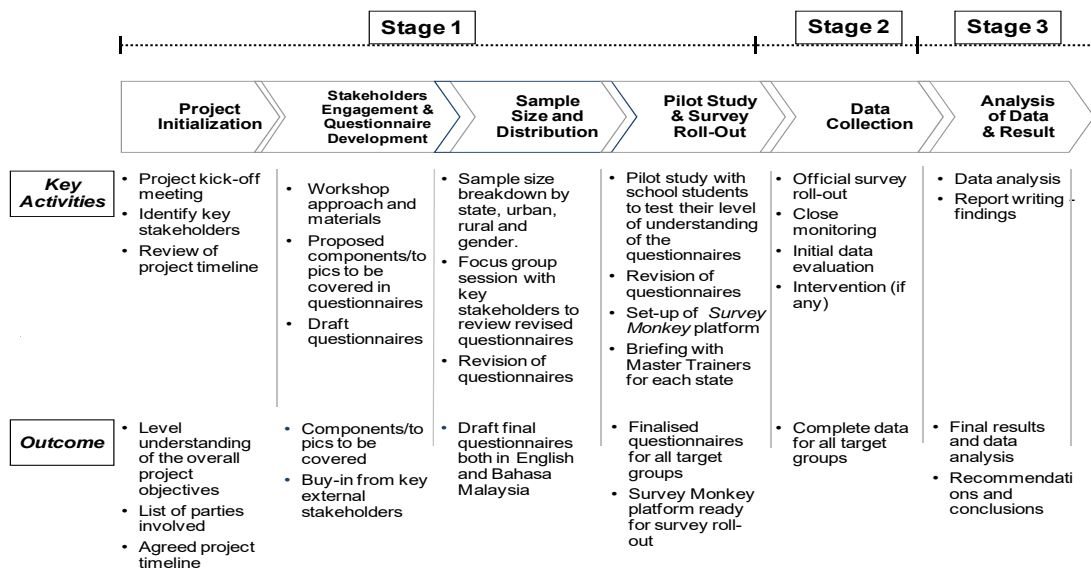 Stage 1
Stage 2
Stage 3
Project
Initialization
Stakeholders
Engagement &
Questionnaire
Development
Sample
Size and
Distribution
Pilot Study
& Survey
Roll-Out
Data
Collection
Analysis
of Data
& Result
Key
Activities
• Project kick-off
meeting
• Identify key
stakeholders
• Review of
project timeline
• Workshop
approach and
materials
• Proposed
components/to
pics to be
covered in
questionnaires
• Draft
questionnaires
• Sample size
breakdown by
state, urban,
rural and
gender.
• Focus group
session with
key
stakeholders to
review revised
questionnaires
• Revision of
questionnaires
• Pilot study with
school students
to test their level
of understanding
of the
questionnaires
• Revision of
questionnaires
• Set-up of Survey
Monkey platform
• Briefing with
Master Trainers
for each state
• Official survey
roll-out
• Close
monitoring
• Initial data
evaluation
• Intervention (if
any)
• Data analysis
• Report writing -
findings
Outcome
• Level
understanding
of the overall
project
objectives
• List of parties
involved
• Agreed project
timeline
• Components/to
pics to be
covered
• Buy-in from key
external
stakeholders
• Draft final
questionnaires
both in English
and Bahasa
Malaysia
• Finalised
questionnaires
for all target
groups
• Survey Monkey
platform ready
for survey roll-
out
• Complete data
for all target
groups
• Final results
and data
analysis
• Recommendati
ons and
conclusions